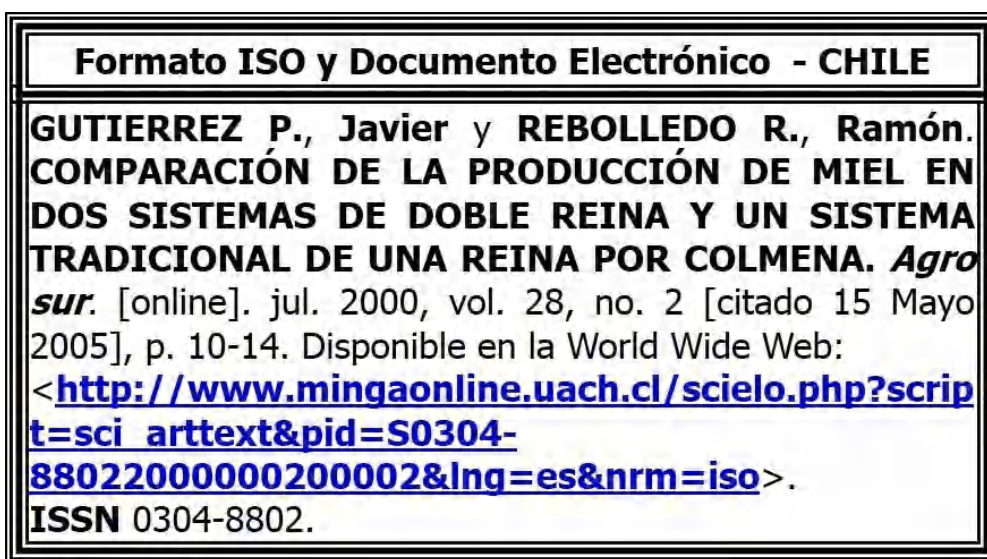 Formato ISO y Documento Electrónico - CHILE
GUTIERREZ P., Javier y REBOLLEDO R., Ramón.
COMPARACIÓN DE LA PRODUCCIÓN DE MIEL EN
DOS SISTEMAS DE DOBLE REINA Y UN SISTEMA
TRADICIONAL DE UNA REINA POR COLMENA. Agro
sur. [online]. jul. 2000, vol. 28, no. 2 [citado 15 Mayo
2005], p. 10-14. Disponible en la World Wide Web:
<http://www.mingaonline.uach.cl/scielo.php?scrip
t=sci_arttext&pid=S0304-
88022000000200002&lng=es&nrm=iso>.
ISSN 0304-8802.